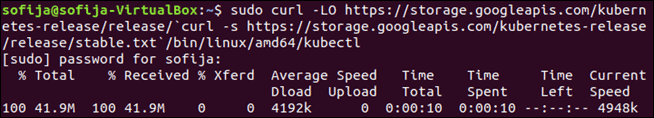 sofija@sofija-VirtualBox:~$ sudo curl -LO https://storage.googleapis.com/kubern
etes-release/release/`curl -s https://storage.googleapis.com/kubernetes-release
/release/stable.txt`/bin/linux/amd64/kubectl
[sudo] password for sofija:
  % Total    % Received % Xferd  Average Speed   Time    Time     Time  Current
                                 Dload  Upload   Total   Spent    Left  Speed
100 41.9M  100 41.9M    0     0  4192k      0  0:00:10  0:00:10 --:--:-- 4948k